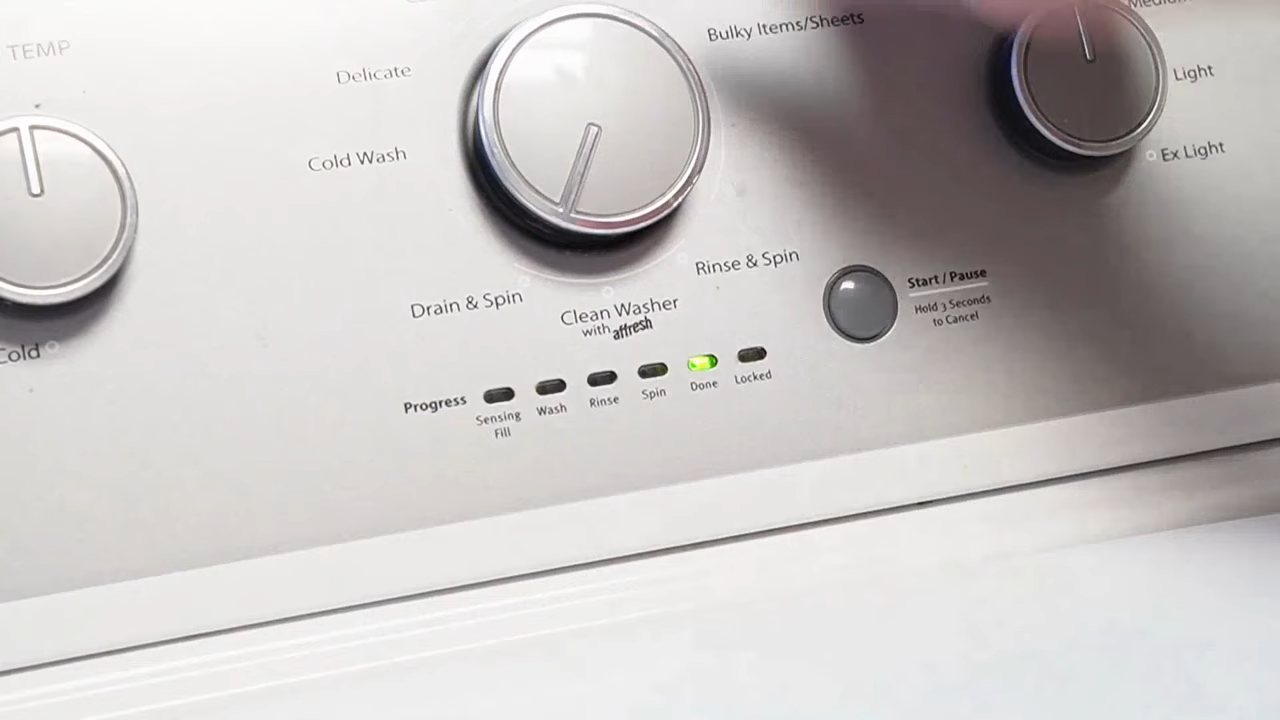 TEMP
Delicate
Cold Wash
Bulky Items/Sheets
Light
Ex Light
Drain & Spin
Clean Washer
with affresh
Rinse & Spin
Start / Pause
Hold 3 Seconds
to Cancel
Cold
Progress
Sensing
Fill
Wash
Rinse
Spin
Done
Locked